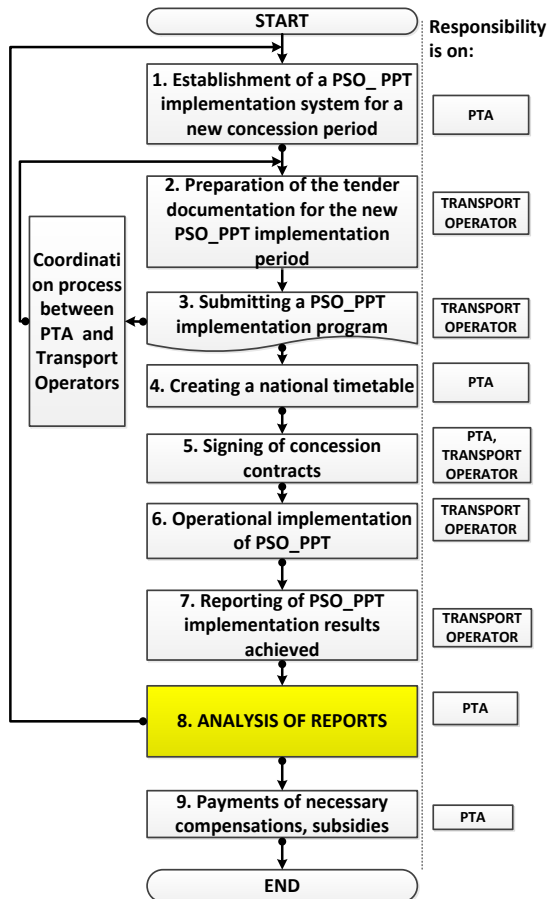 START
Responsibility
is on:
1. Establishment of a PSO_ PPT
implementation system for a
new concession period
PTA
2. Preparation of the tender
documentation for the new
PSO_PPT implementation
period
TRANSPORT
OPERATOR
Coordinati
on process
between
PTA and
Transport
Operators
3. Submitting a PSO_PPT
implementation program
TRANSPORT
OPERATOR
4. Creating a national timetable
PTA
5. Signing of concession
contracts
PTA,
TRANSPORT
OPERATOR
6. Operational implementation
of PSO_PPT
TRANSPORT
OPERATOR
7. Reporting of PSO_PPT
implementation results
achieved
TRANSPORT
OPERATOR
8. ANALYSIS OF REPORTS
PTA
9. Payments of necessary
compensations, subsidies
PTA
END